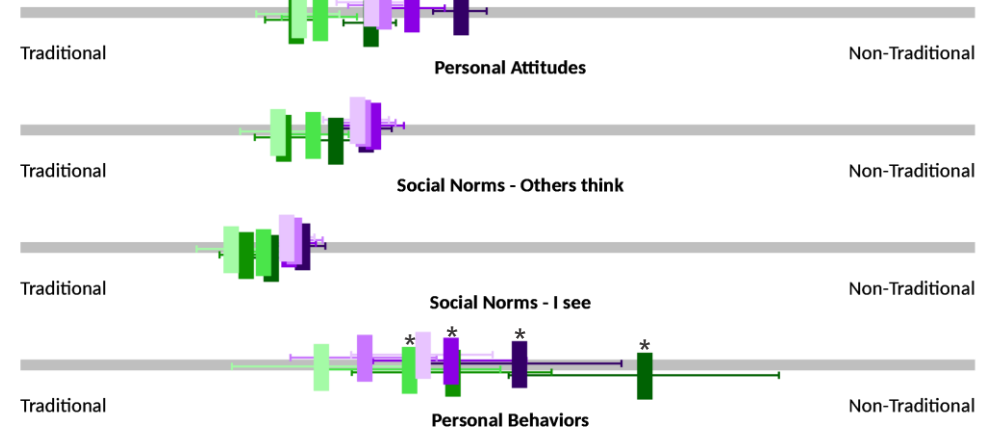 Traditional Non-Traditional
Personal Attitudes
Traditional Non-Traditional
Social Norms - Others think
Traditional Non-Traditional
Social Norms - I see
* * * *
Traditional Non-Traditional
Personal Behaviors